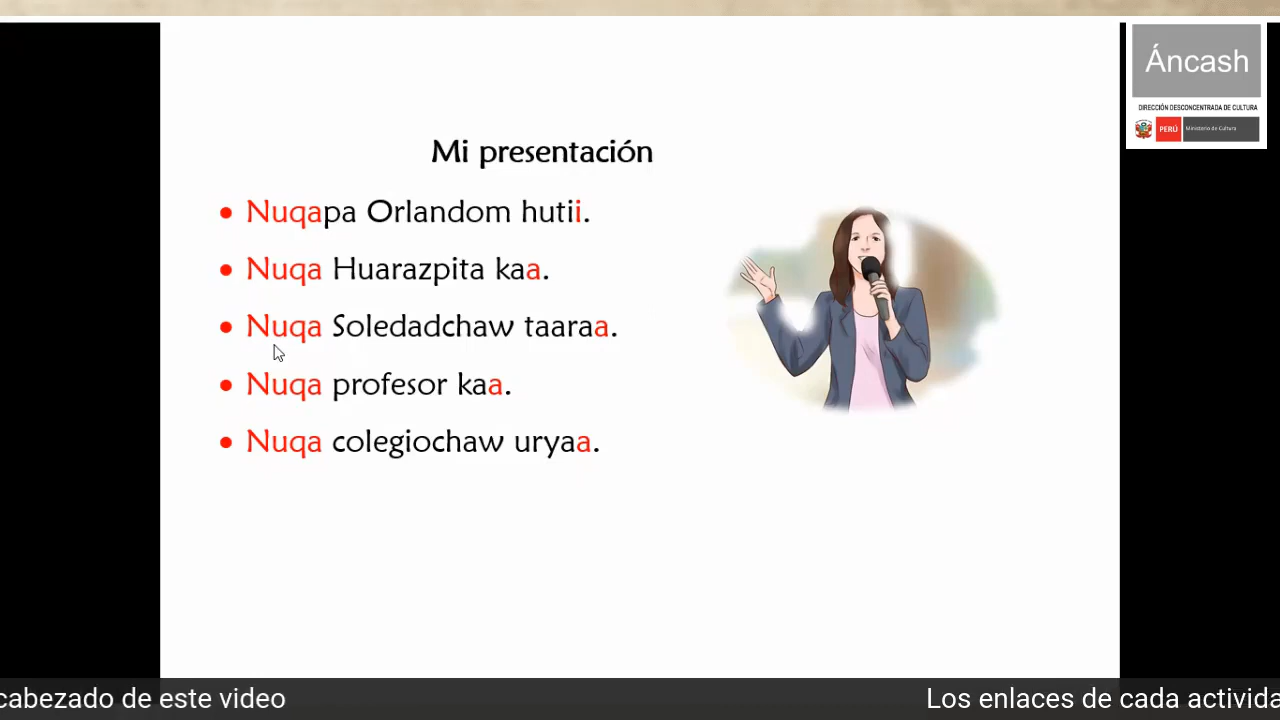 Áncash
DIRECCIÓN DESCONCENTRADA DE CULTURA
PERÚ
Ministerio de Cultura
Mi presentación
• Nuqapa Orlandom hutii.
• Nuqa Huarazpita kaa.
• Nuqa Soledadchaw taaraa.
• Nuqa profesor kaa.
• Nuqa colegiochaw uryaa.
cabezado de este video
Los enlaces de cada activida